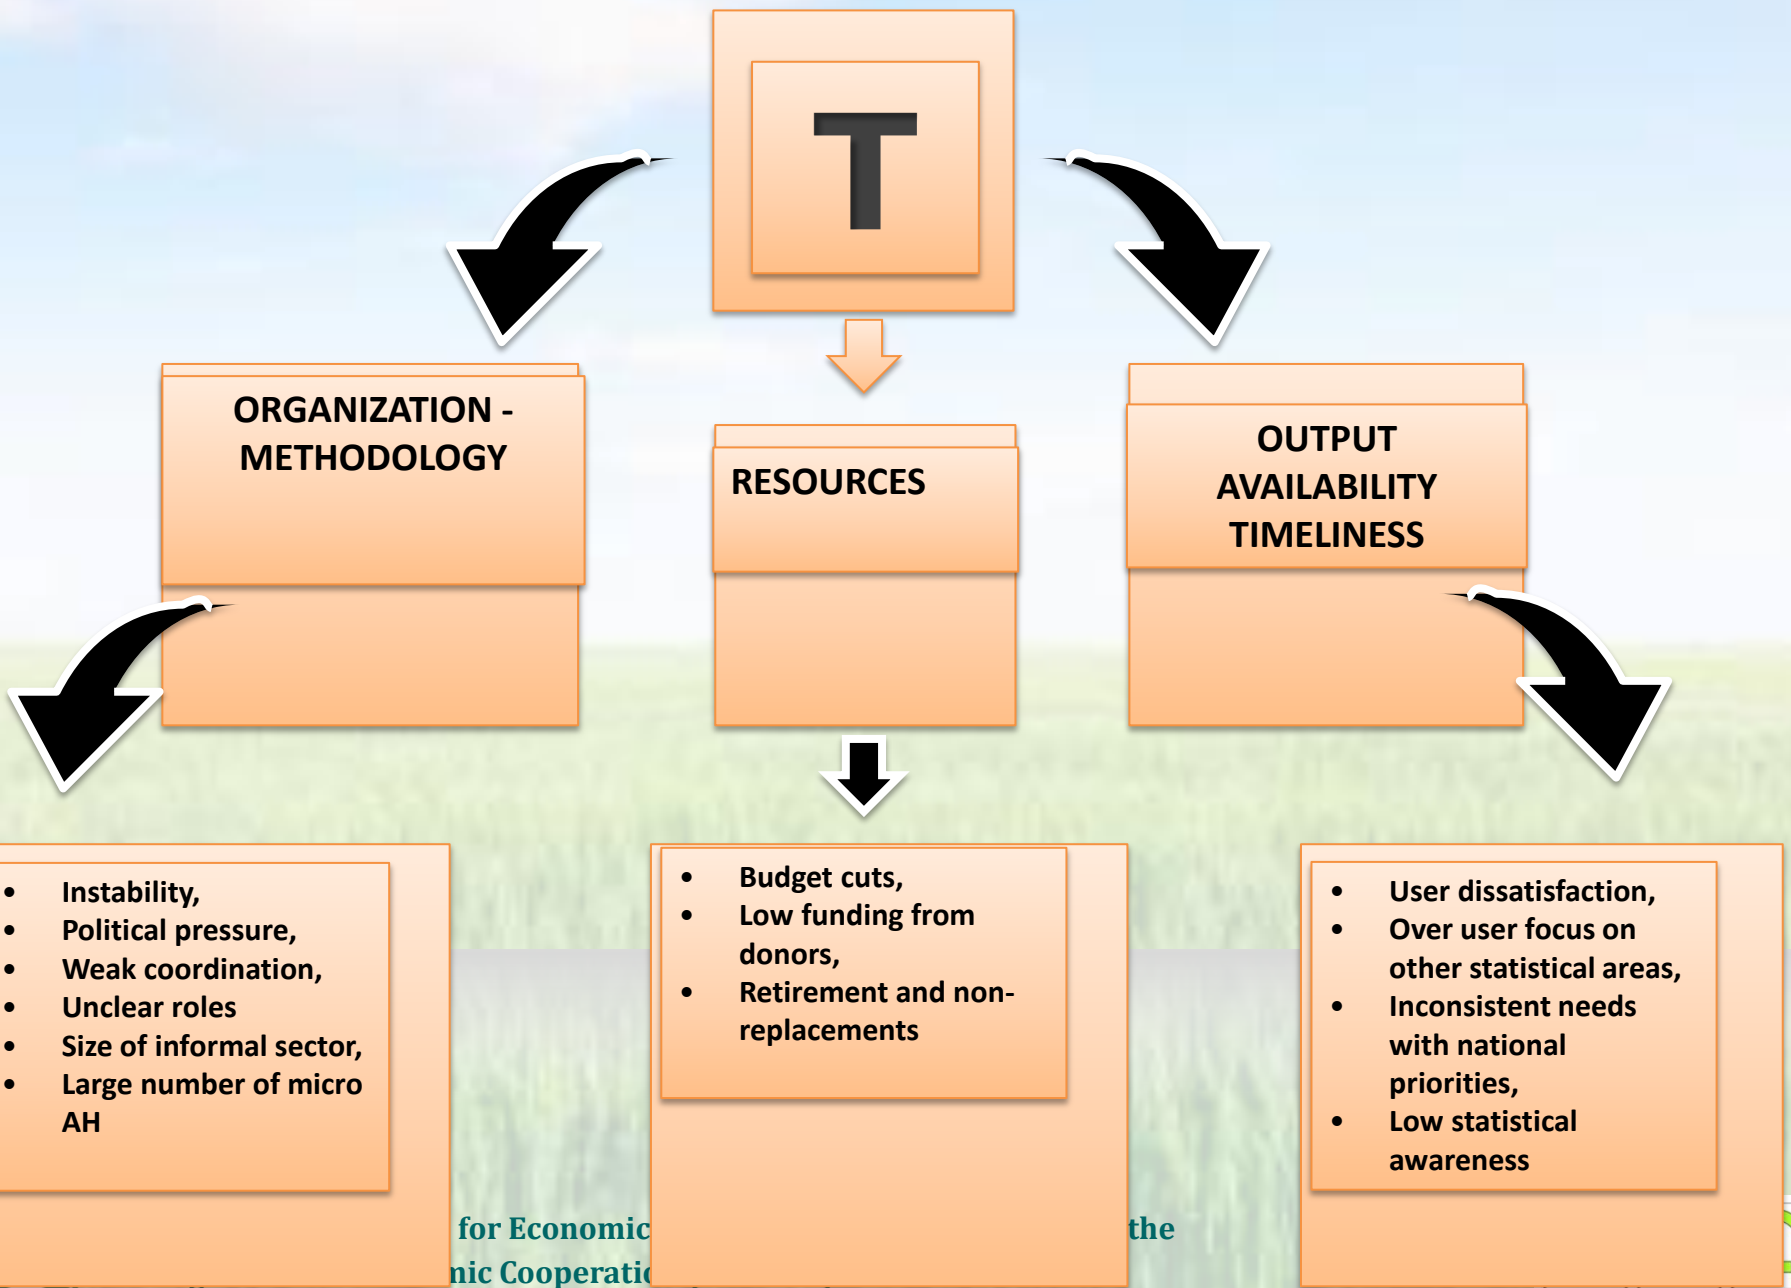 T
ORGANIZATION -
METHODOLOGY
RESOURCES
OUTPUT
AVAILABILITY
TIMELINESS
• Instability,
• Political pressure,
• Weak coordination,
• Unclear roles
• Size of informal sector,
• Large number of micro
AH
• Budget cuts,
• Low funding from
donors,
• Retirement and non-
replacements
• User dissatisfaction,
• Over user focus on
other statistical areas,
• Inconsistent needs
with national
priorities,
• Low statistical
awareness
for Economic
the